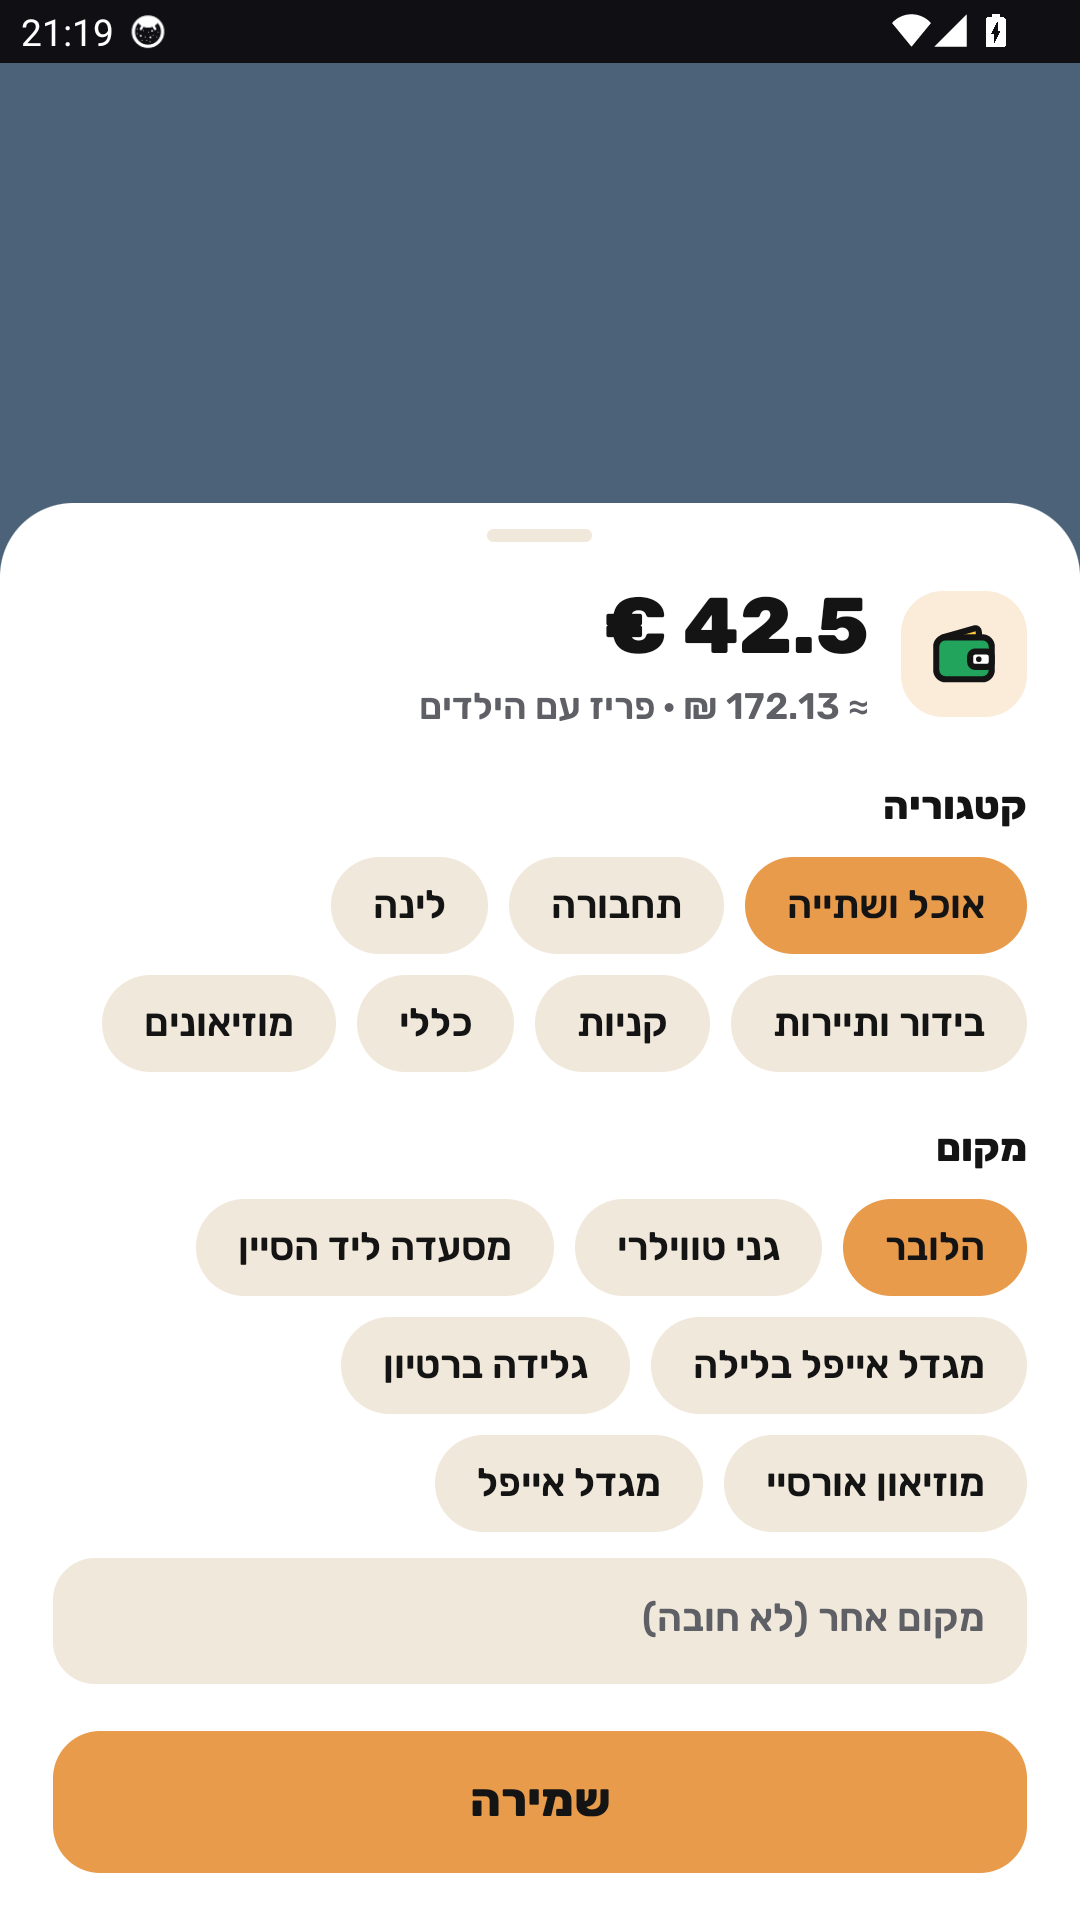 21:19
42.5 €
≈ 172.13 ₪ • פריז עם הילדים
קטגוריה
אוכל ושתייה תחבורה לינה
בידור ותיירות קניות כללי מוזיאונים
מקום
הלובר גני טווילרי מסעדה ליד הסיין
מגדל אייפל בלילה גלידה ברטיון
מוזיאון אורסיי מגדל אייפל
מקום אחר (לא חובה)
שמירה